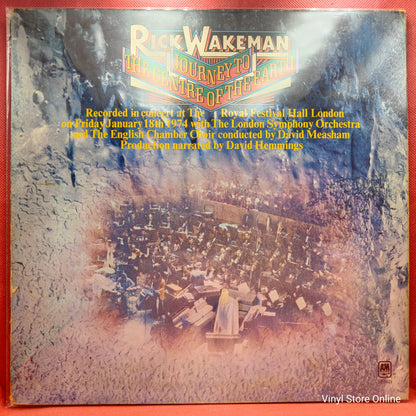 RICK WAKEMAN
JOURNEY TO
THE CENTRE OF THE EARTH
Recorded in concert at The Royal Festival Hall London
on Friday January 18th 1974 with The London Symphony Orchestra
and The English Chamber Choir conducted by David Measham
Production narrated by David Hemmings
A&M
Vinyl Store Online